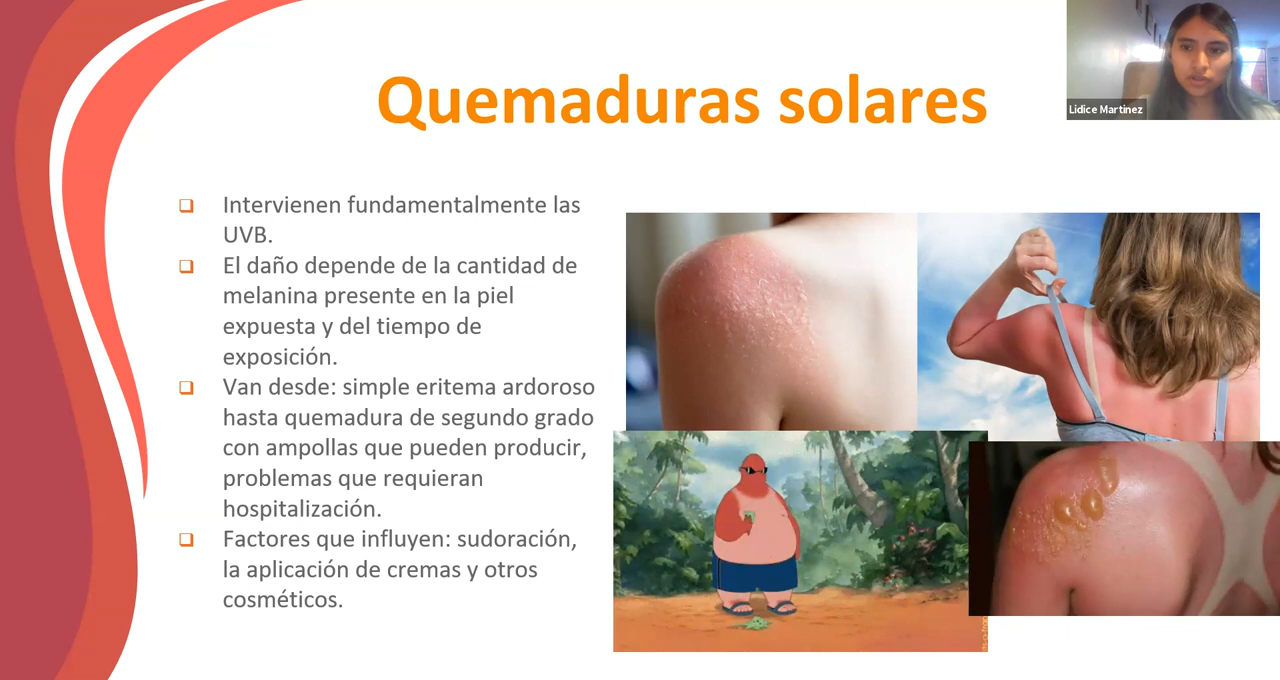 Quemaduras solares
Lidice Martinez
Intervienen fundamentalmente las
UVB.
El daño depende de la cantidad de
melanina presente en la piel
expuesta y del tiempo de
exposición.
Van desde: simple eritema ardoroso
hasta quemadura de segundo grado
con ampollas que pueden producir,
problemas que requieran
hospitalización.
Factores que influyen: sudoración,
la aplicación de cremas y otros
cosméticos.